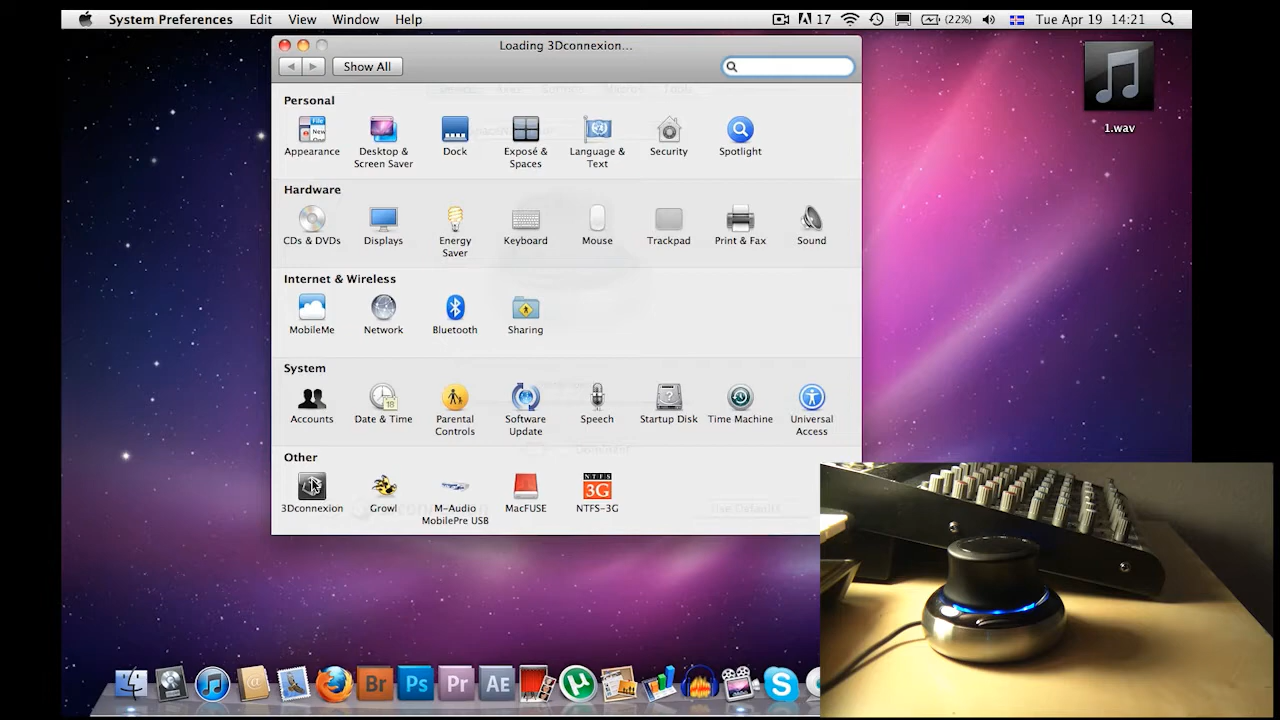 System Preferences Edit View Window Help 17 (22%) Tue Apr 19 14:21
Loading 3Dconnexion...
Show All
1.wav
Personal
Appearance
Desktop &
Screen Saver
Dock
Exposé &
Spaces
Language &
Text
Security
Spotlight
Hardware
CDs & DVDs
Displays
Energy
Saver
Keyboard
Mouse
Trackpad
Print & Fax
Sound
Internet & Wireless
MobileMe
Network
Bluetooth
Sharing
System
Accounts
Date & Time
Parental
Controls
Software
Update
Speech
Startup Disk
Time Machine
Universal
Access
Other
NTFS
3G
3Dconnexion
Growl
M-Audio
MobilePre USB
MacFUSE
NTFS-3G
Use Defaults
Br Ps Pr AE